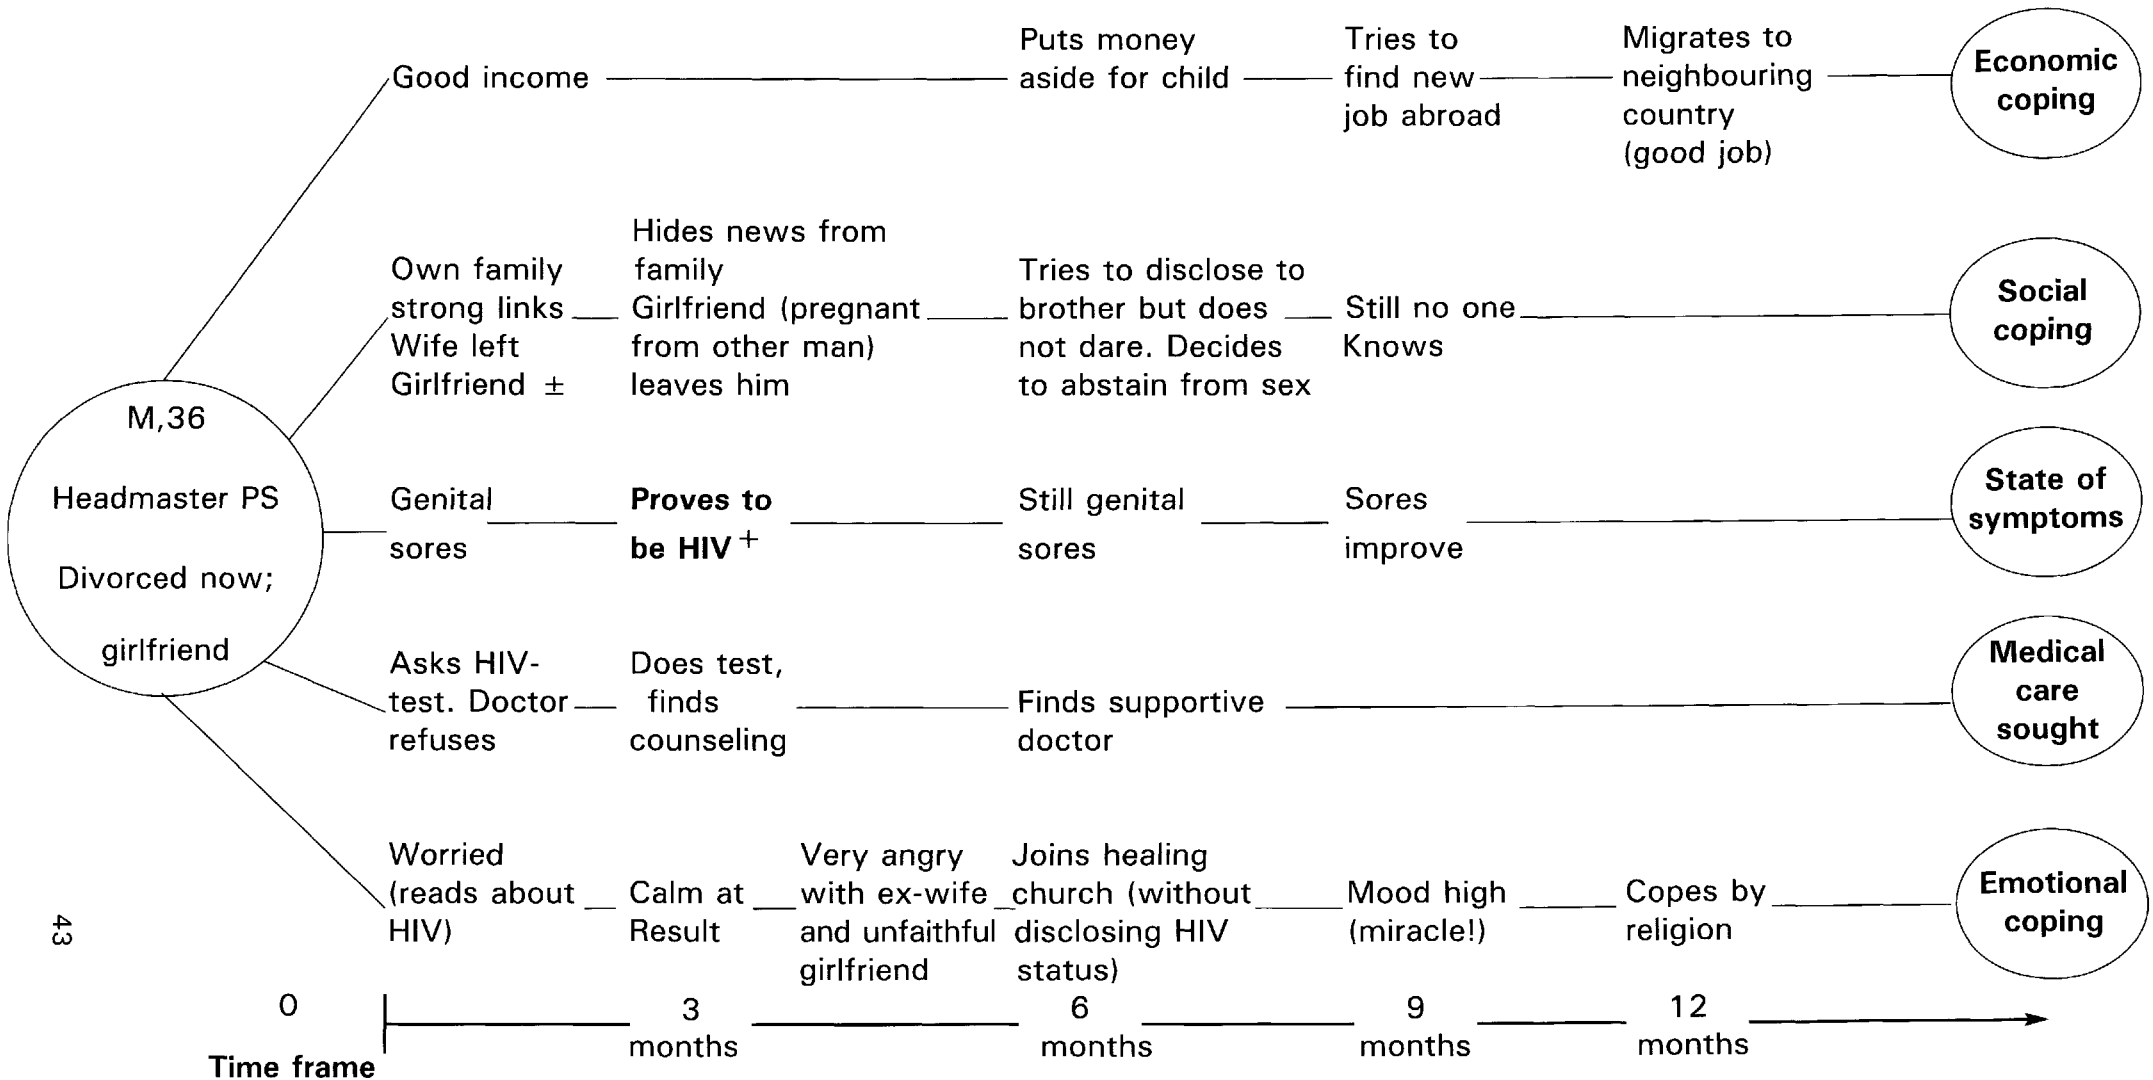 Good income
Puts money
aside for child
Tries to
find new
job abroad
Migrates to
neighbouring
country
(good job)
Economic
coping
Own family
strong links
Wife left
Girlfriend ±
Hides news from
family
Girlfriend (pregnant
from other man)
leaves him
Tries to disclose to
brother but does
not dare. Decides
to abstain from sex
Still no one
Knows
Social
coping
M,36
Headmaster PS
Divorced now;
girlfriend
Genital
sores
Proves to
be HIV +
Still genital
sores
Sores
improve
State of
symptoms
Asks HIV-
test. Doctor
refuses
Does test,
finds
counseling
Finds supportive
doctor
Medical
care
sought
Worried
(reads about
HIV)
Calm at
Result
Very angry
with ex-wife
and unfaithful
girlfriend
Joins healing
church (without
disclosing HIV
status)
Mood high
(miracle!)
Copes by
religion
Emotional
coping
0
3
months
6
months
9
months
12
months
Time frame
43